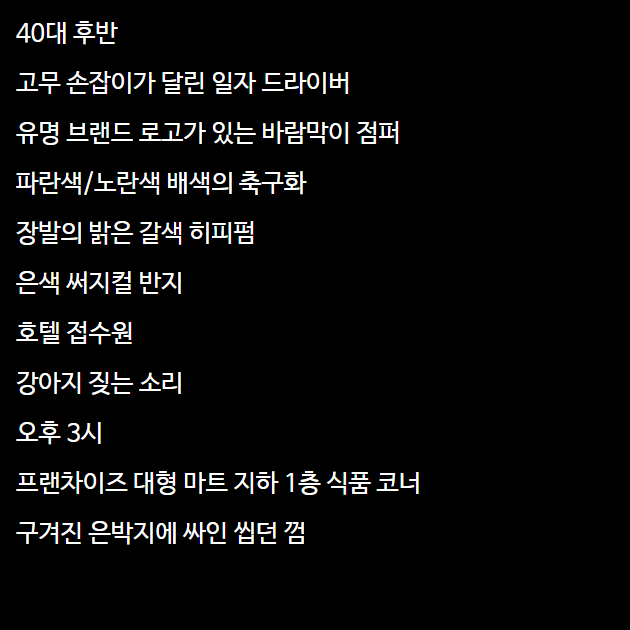 40대 후반
고무 손잡이가 달린 일자 드라이버
유명 브랜드 로고가 있는 바람막이 점퍼
파란색/노란색 배색의 축구화
장발의 밝은 갈색 히피펌
은색 써지컬 반지
호텔 접수원
강아지 짖는 소리
오후 3시
프랜차이즈 대형 마트 지하 1층 식품 코너
구겨진 은박지에 싸인 씹던 껌